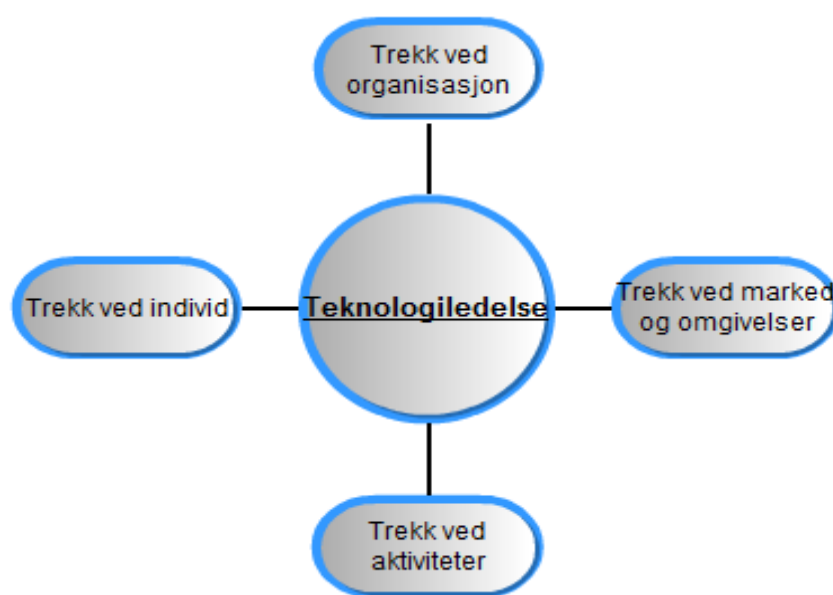 Trekk ved
organisasjon
Trekk ved individ
Teknologiledelse
Trekk ved marked
og omgivelser
Trekk ved
aktiviteter